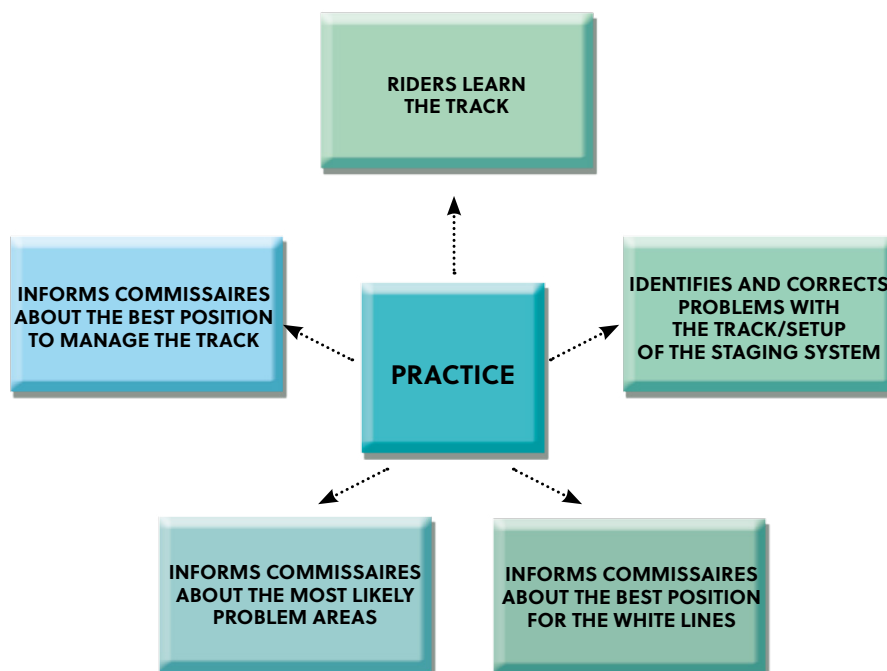 RIDERS LEARN
THE TRACK
INFORMS COMMISSAIRES
ABOUT THE BEST POSITION
TO MANAGE THE TRACK
IDENTIFIES AND CORRECTS
PROBLEMS WITH
THE TRACK/SETUP
OF THE STAGING SYSTEM
PRACTICE
INFORMS COMMISSAIRES
ABOUT THE MOST LIKELY
PROBLEM AREAS
INFORMS COMMISSAIRES
ABOUT THE BEST POSITION
FOR THE WHITE LINES